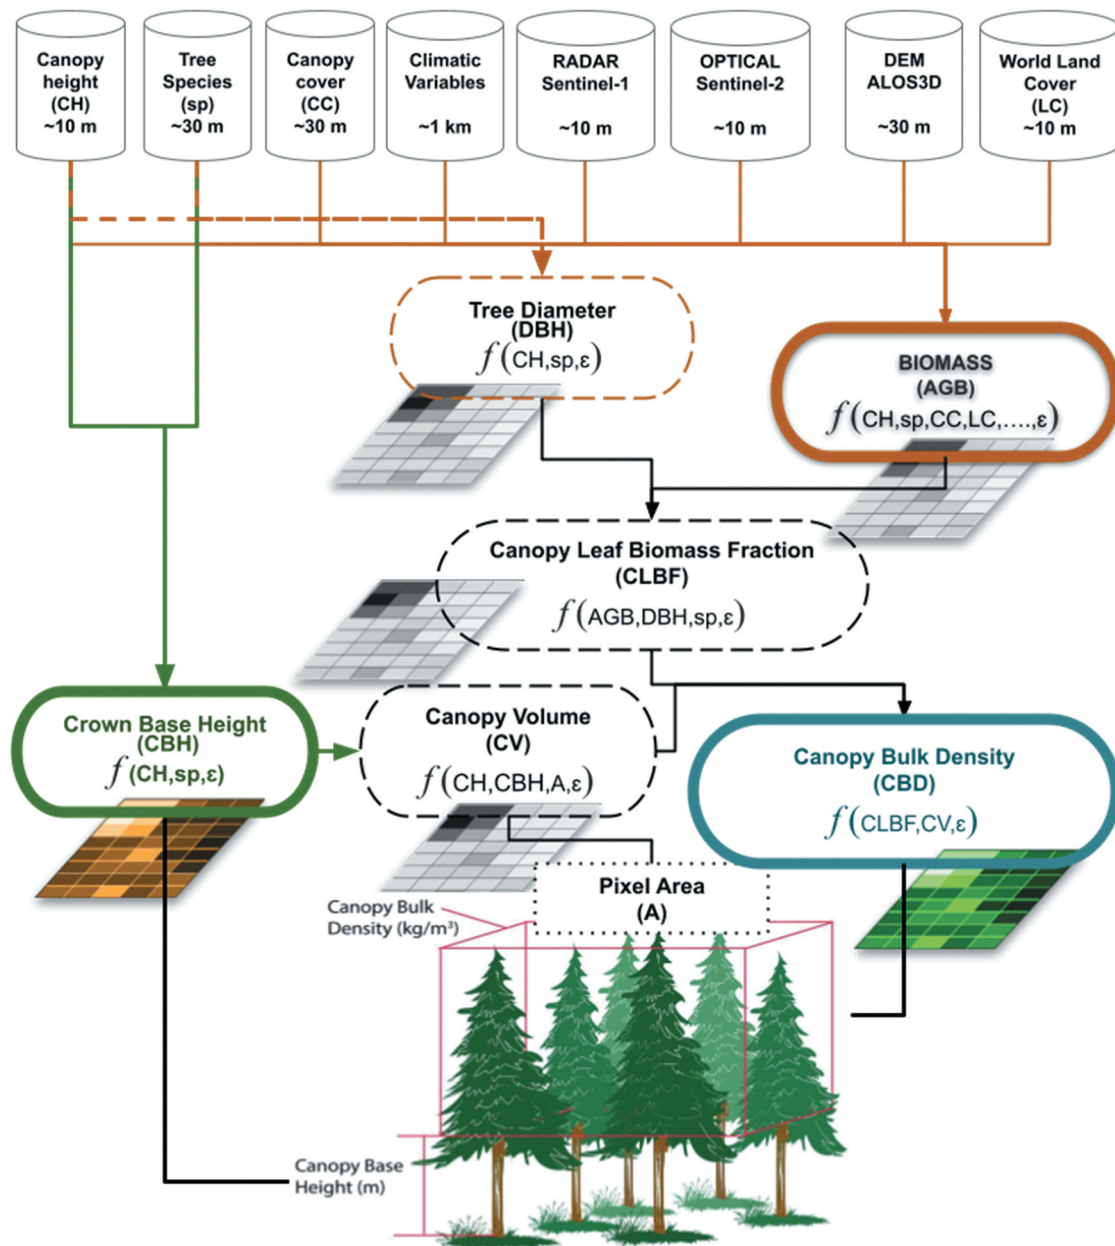 Canopy
height
(CH)
~10 m
Tree
Species
(sp)
~30 m
Canopy
cover
(CC)
~30 m
Climatic
Variables
~1 km
RADAR
Sentinel-1
~10 m
OPTICAL
Sentinel-2
~10 m
DEM
ALOS3D
~30 m
World Land
Cover
(LC)
~10 m
Tree Diameter
(DBH)
f(CH,sp,ε)
BIOMASS
(AGB)
f(CH,sp,CC,LC,....,ε)
Canopy Leaf Biomass Fraction
(CLBF)
f(AGB,DBH,sp,ε)
Crown Base Height
(CBH)
f(CH,sp,ε)
Canopy Volume
(CV)
f(CH,CBH,A,ε)
Canopy Bulk Density
(CBD)
f(CLBF,CV,ε)
Pixel Area
(A)
Canopy Bulk
Density (kg/m³)
Canopy Base
Height (m)